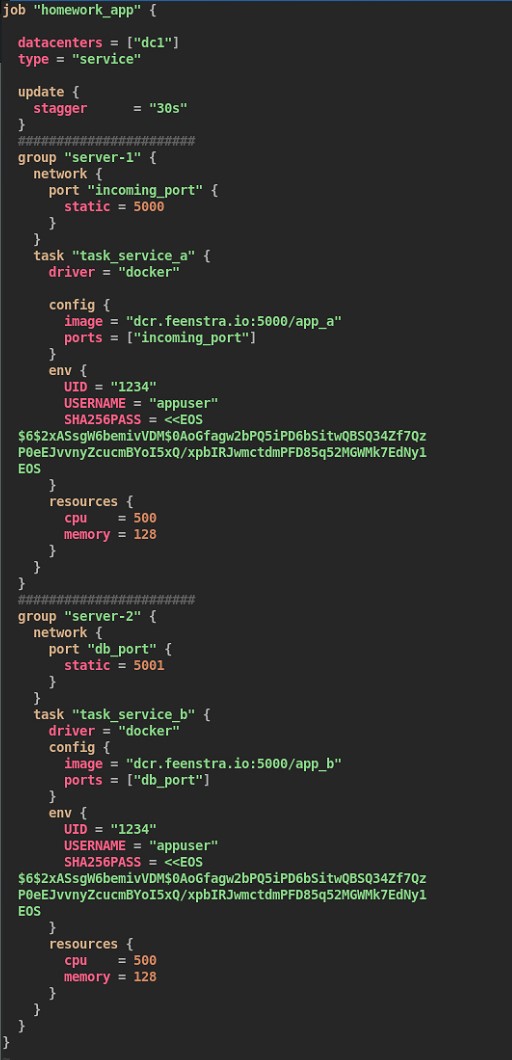 job "homework_app" {
datacenters = ["dc1"]
type = "service"
update {
stagger      = "30s"
}
#######################
group "server-1" {
network {
port "incoming_port" {
static = 5000
}
}
task "task_service_a" {
driver = "docker"
config {
image = "dcr.feenstra.io:5000/app_a"
ports = ["incoming_port"]
}
env {
UID = "1234"
USERNAME = "appuser"
SHA256PASS = <<EOS
$6$2xASsgW6bemivVDM$0AoGfagw2bPQ5iPD6bSitwQBSQ34Zf7Qz
P0eEJvvnyZcucmBYoI5xQ/xpbIRJwmctdmPFD85q52MGWMk7EdNy1
EOS
}
resources {
cpu    = 500
memory = 128
}
}
}
#######################
group "server-2" {
network {
port "db_port" {
static = 5001
}
}
task "task_service_b" {
driver = "docker"
config {
image = "dcr.feenstra.io:5000/app_b"
ports = ["db_port"]
}
env {
UID = "1234"
USERNAME = "appuser"
SHA256PASS = <<EOS
$6$2xASsgW6bemivVDM$0AoGfagw2bPQ5iPD6bSitwQBSQ34Zf7Qz
P0eEJvvnyZcucmBYoI5xQ/xpbIRJwmctdmPFD85q52MGWMk7EdNy1
EOS
}
resources {
cpu    = 500
memory = 128
}
}
}
}